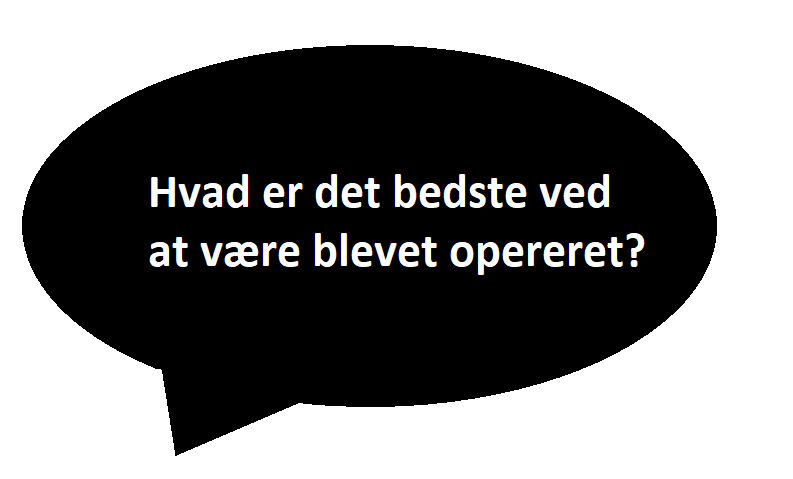 Hvad er det bedste ved
at være blevet opereret?